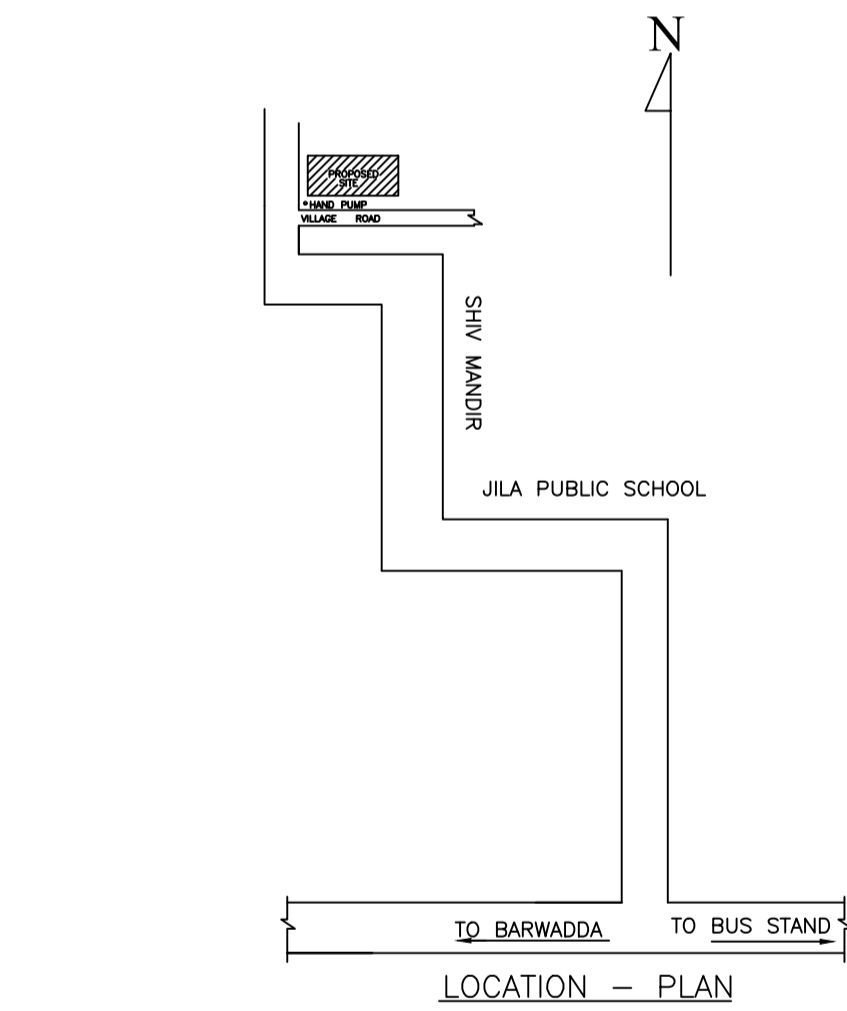 N
PROPOSED
SITE
HAND PUMP
VILLAGE ROAD
SHIV MANDIR
JILA PUBLIC SCHOOL
TO BARWADDA
TO BUS STAND
LOCATION - PLAN